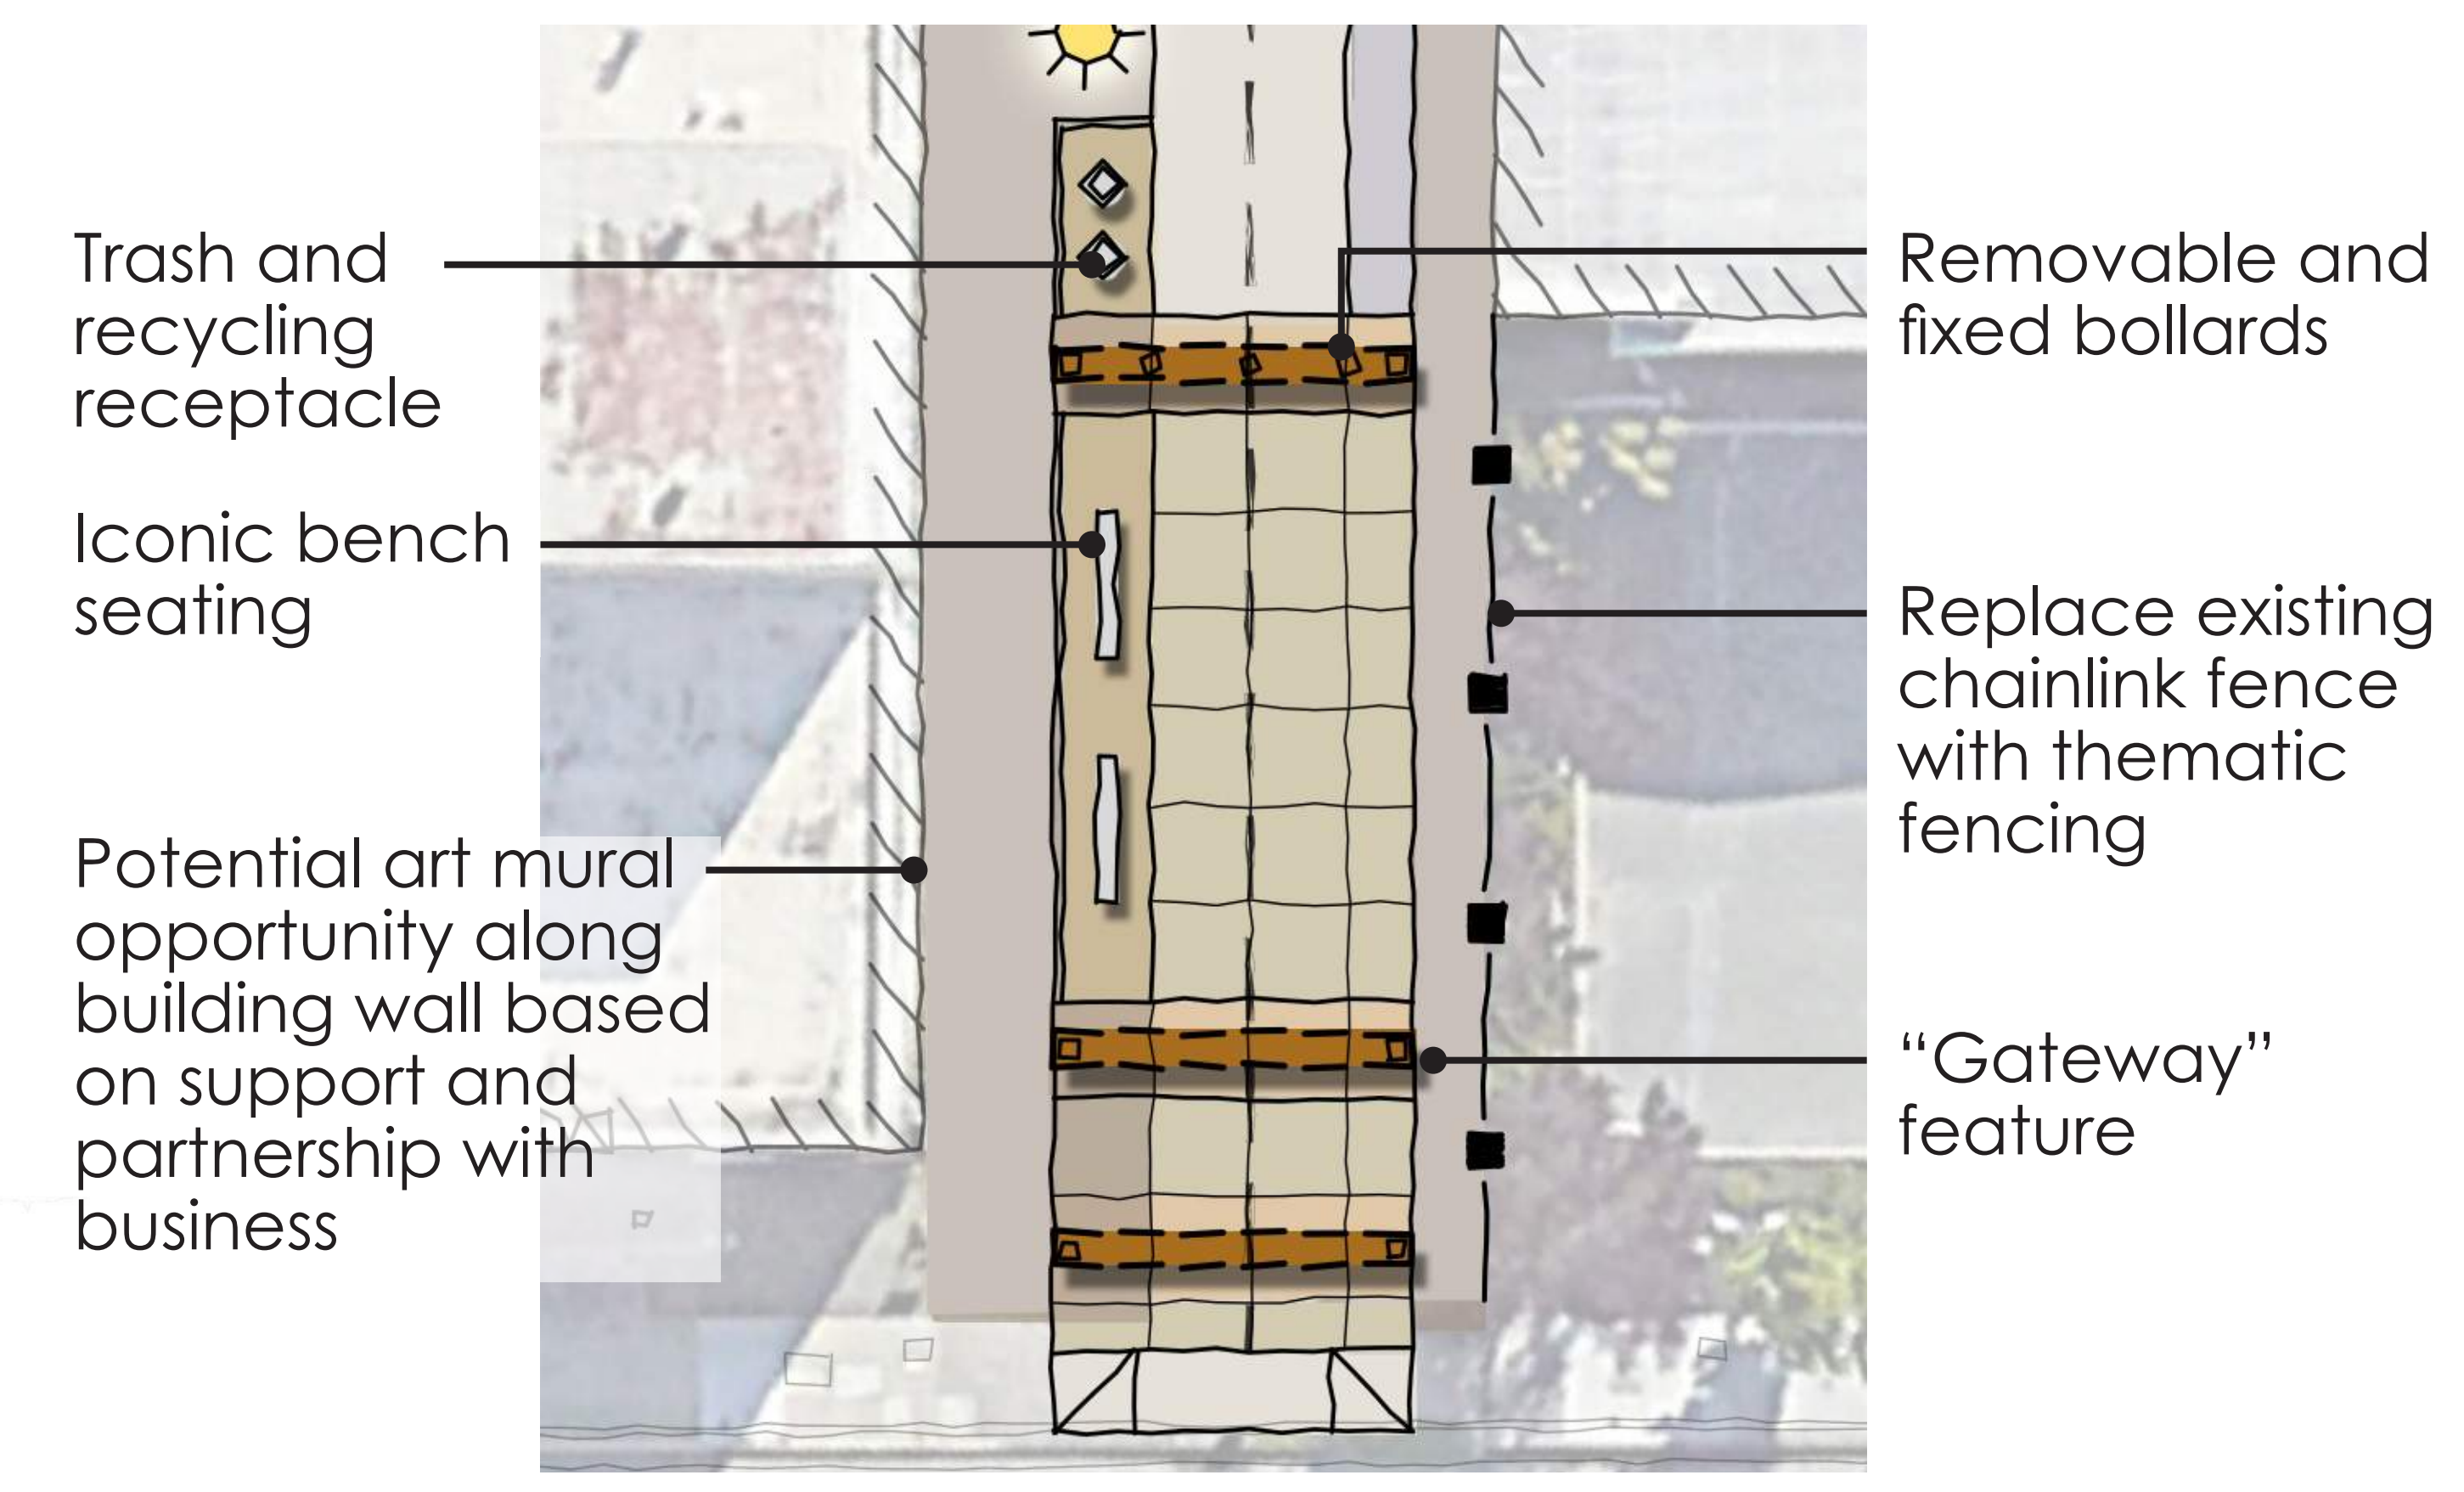 Trash and
recycling
receptacle
Iconic bench
seating
Potential art mural
opportunity along
building wall based
on support and
partnership with
business
Removable and
fixed bollards
Replace existing
chainlink fence
with thematic
fencing
“Gateway”
feature